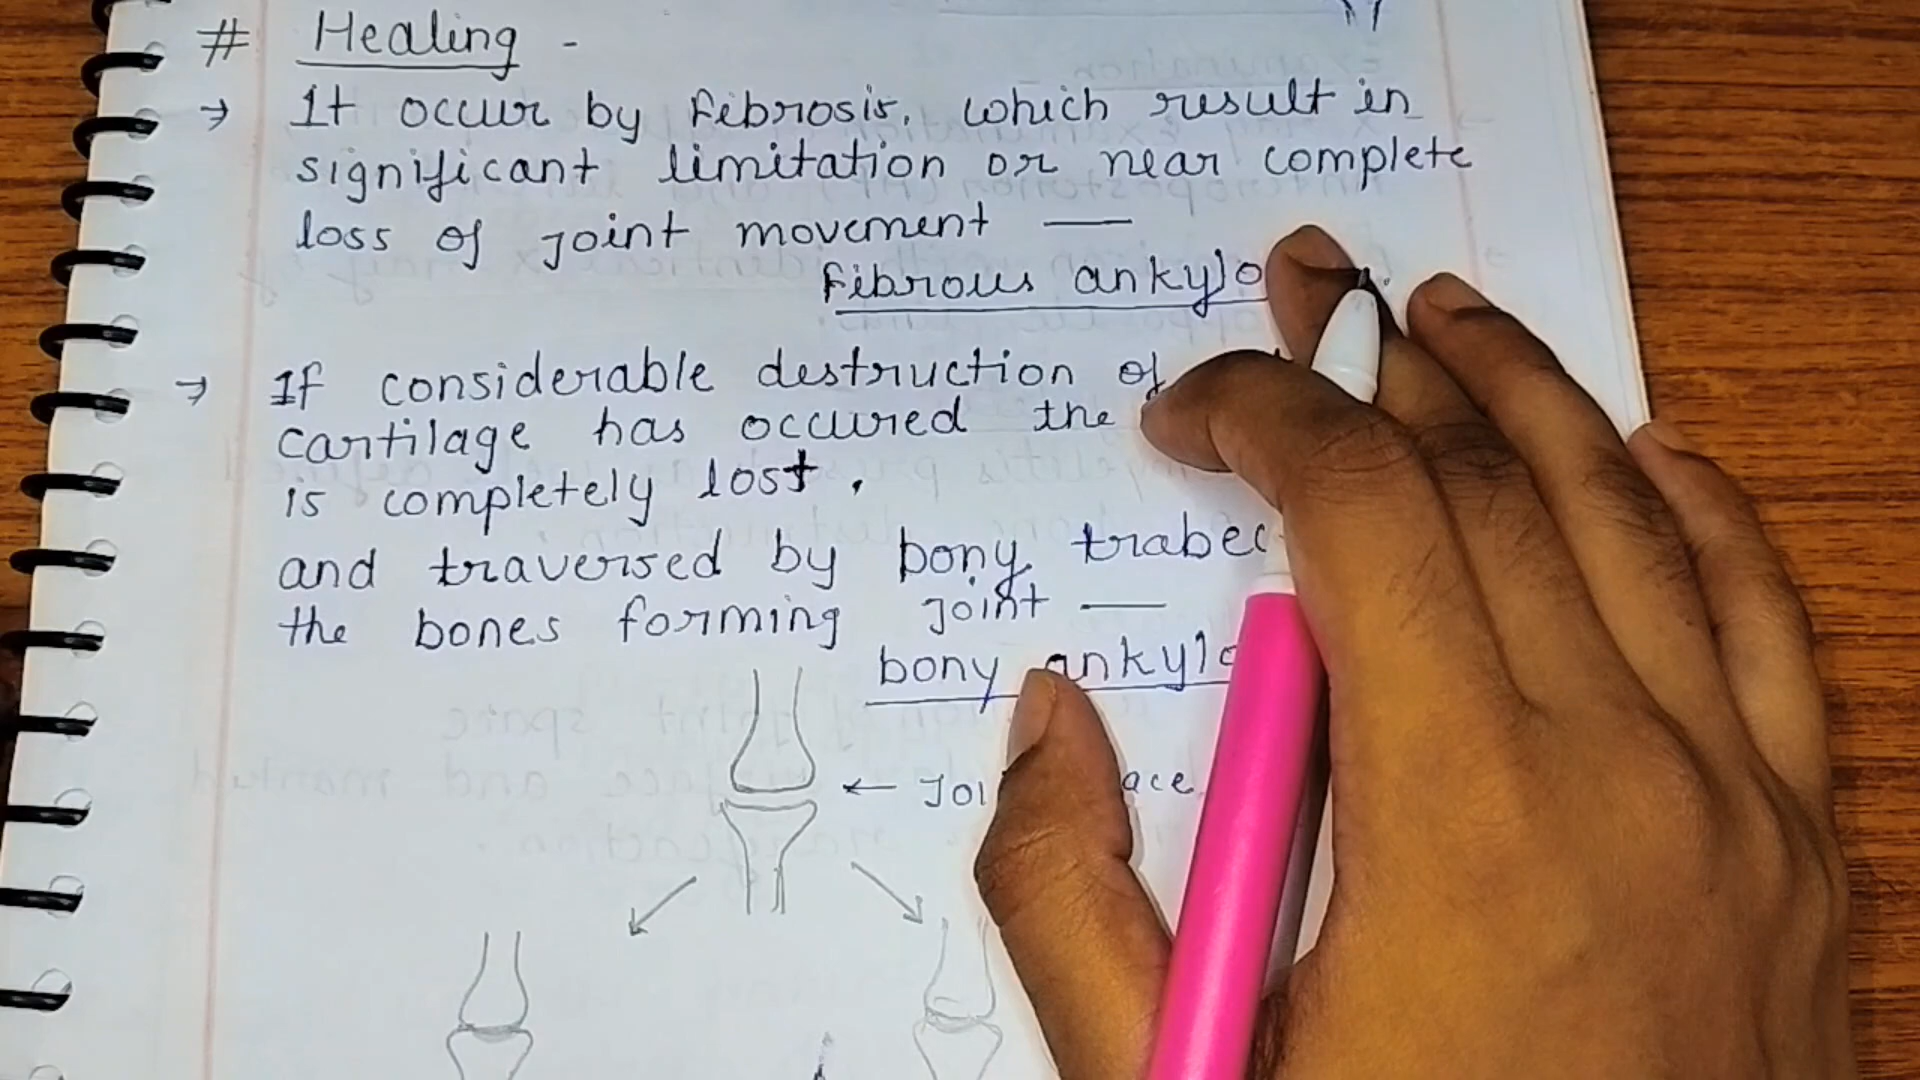 # Healing -
→ It occur by Fibrosis, which result in
significant limitation or near complete
loss of joint movement —
Fibrous ankylo
→ If considerable destruction of
cartilage has occured the
is completely lost.
and traversed by bony trabec
the bones forming joint —
bony ankylo
← Joi ace